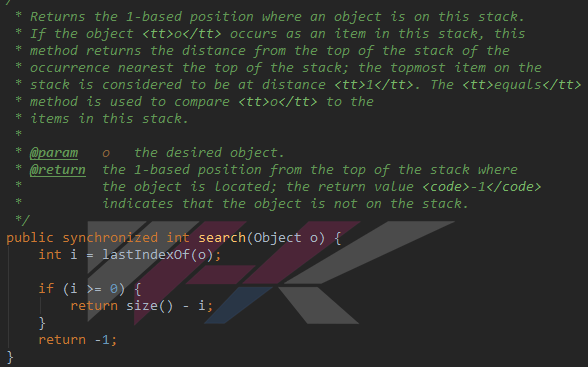 /
* Returns the 1-based position where an object is on this stack.
* If the object <tt>o</tt> occurs as an item in this stack, this
* method returns the distance from the top of the stack of the
* occurrence nearest the top of the stack; the topmost item on the
* stack is considered to be at distance <tt>1</tt>. The <tt>equals</tt>
* method is used to compare <tt>o</tt> to the
* items in this stack.
*
* @param   o   the desired object.
* @return  the 1-based position from the top of the stack where
*          the object is located; the return value <code>-1</code>
*          indicates that the object is not on the stack.
*/
public synchronized int search(Object o) {
    int i = lastIndexOf(o);

    if (i >= 0) {
        return size() - i;
    }
    return -1;
}